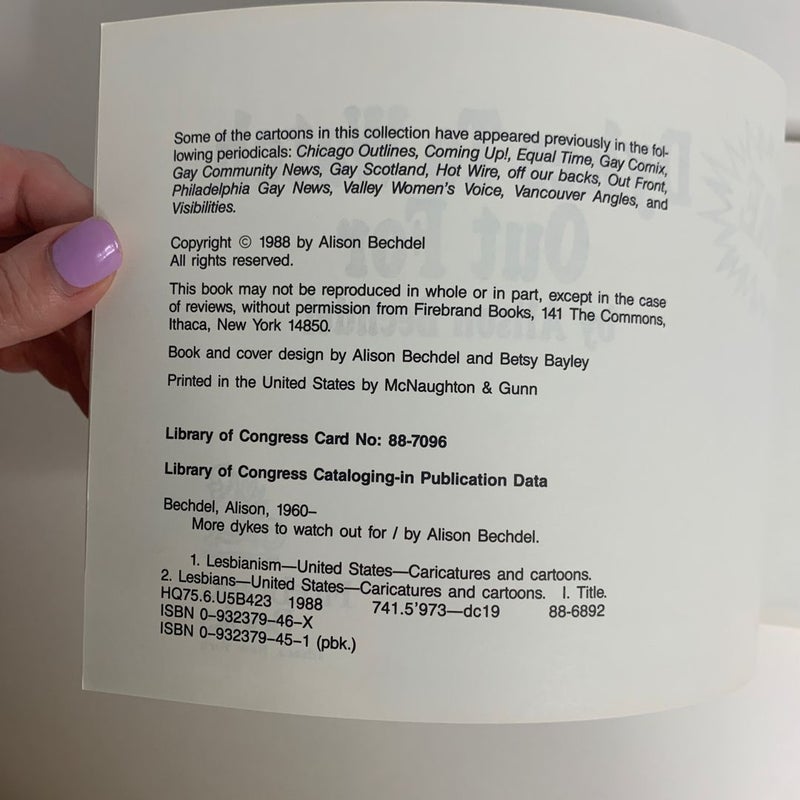 Some of the cartoons in this collection have appeared previously in the fol-
lowing periodicals: Chicago Outlines, Coming Up!, Equal Time, Gay Comix,
Gay Community News, Gay Scotland, Hot Wire, off our backs, Out Front,
Philadelphia Gay News, Valley Women's Voice, Vancouver Angles, and
Visibilities.
Copyright © 1988 by Alison Bechdel
All rights reserved.
This book may not be reproduced in whole or in part, except in the case
of reviews, without permission from Firebrand Books, 141 The Commons,
Ithaca, New York 14850.
Book and cover design by Alison Bechdel and Betsy Bayley
Printed in the United States by McNaughton & Gunn
Library of Congress Card No: 88-7096
Library of Congress Cataloging-in Publication Data
Bechdel, Alison, 1960–
More dykes to watch out for / by Alison Bechdel.
1. Lesbianism—United States—Caricatures and cartoons.
2. Lesbians—United States—Caricatures and cartoons. I. Title.
HQ75.6.U5B423 1988 741.5'973—dc19 88-6892
ISBN 0–932379–46–X
ISBN 0–932379–45–1 (pbk.)